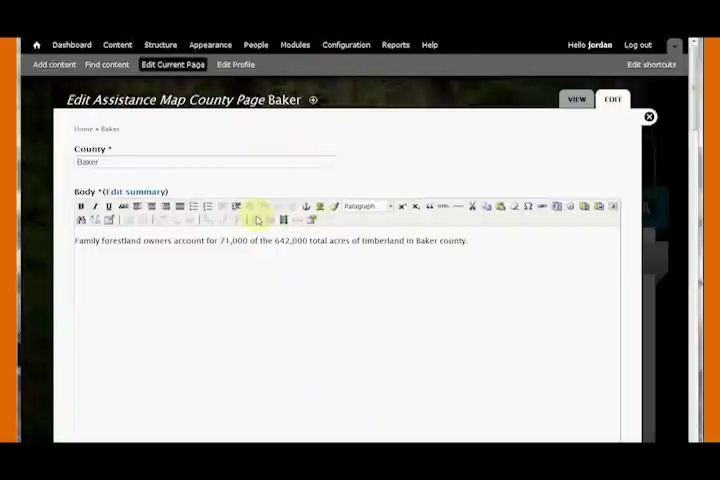 Dashboard Content Structure Appearance People Modules Configuration Reports Help Hello jordan Log out
Add content Find content Edit Current Page Edit Profile Edit shortcuts
Edit Assistance Map County Page Baker
VIEW EDIT
Home » Baker
County *
Baker
Body *(Edit summary)
B I U ABC Paragraph HTML
Family forestland owners account for 71,000 of the 642,000 total acres of timberland in Baker county.